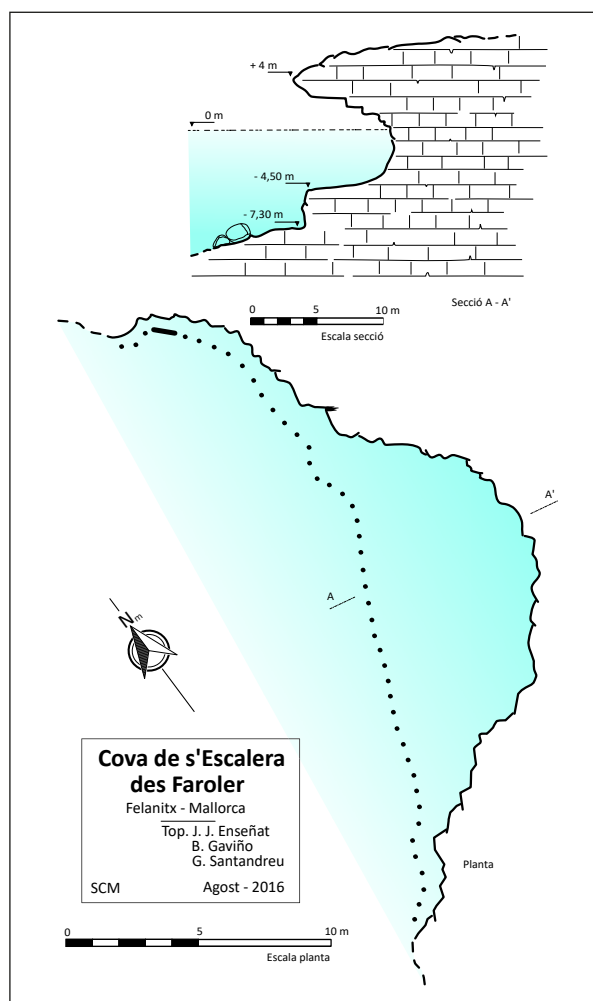 + 4 m
0 m
- 4,50 m
- 7,30 m
Secció A - A'
0 5 10 m
Escala secció
A'
A
N m
Cova de s'Escalera
des Faroler
Felanitx - Mallorca
Top. J. J. Enseñat
B. Gaviño
G. Santandreu
SCM Agost - 2016
Planta
0 5 10 m
Escala planta